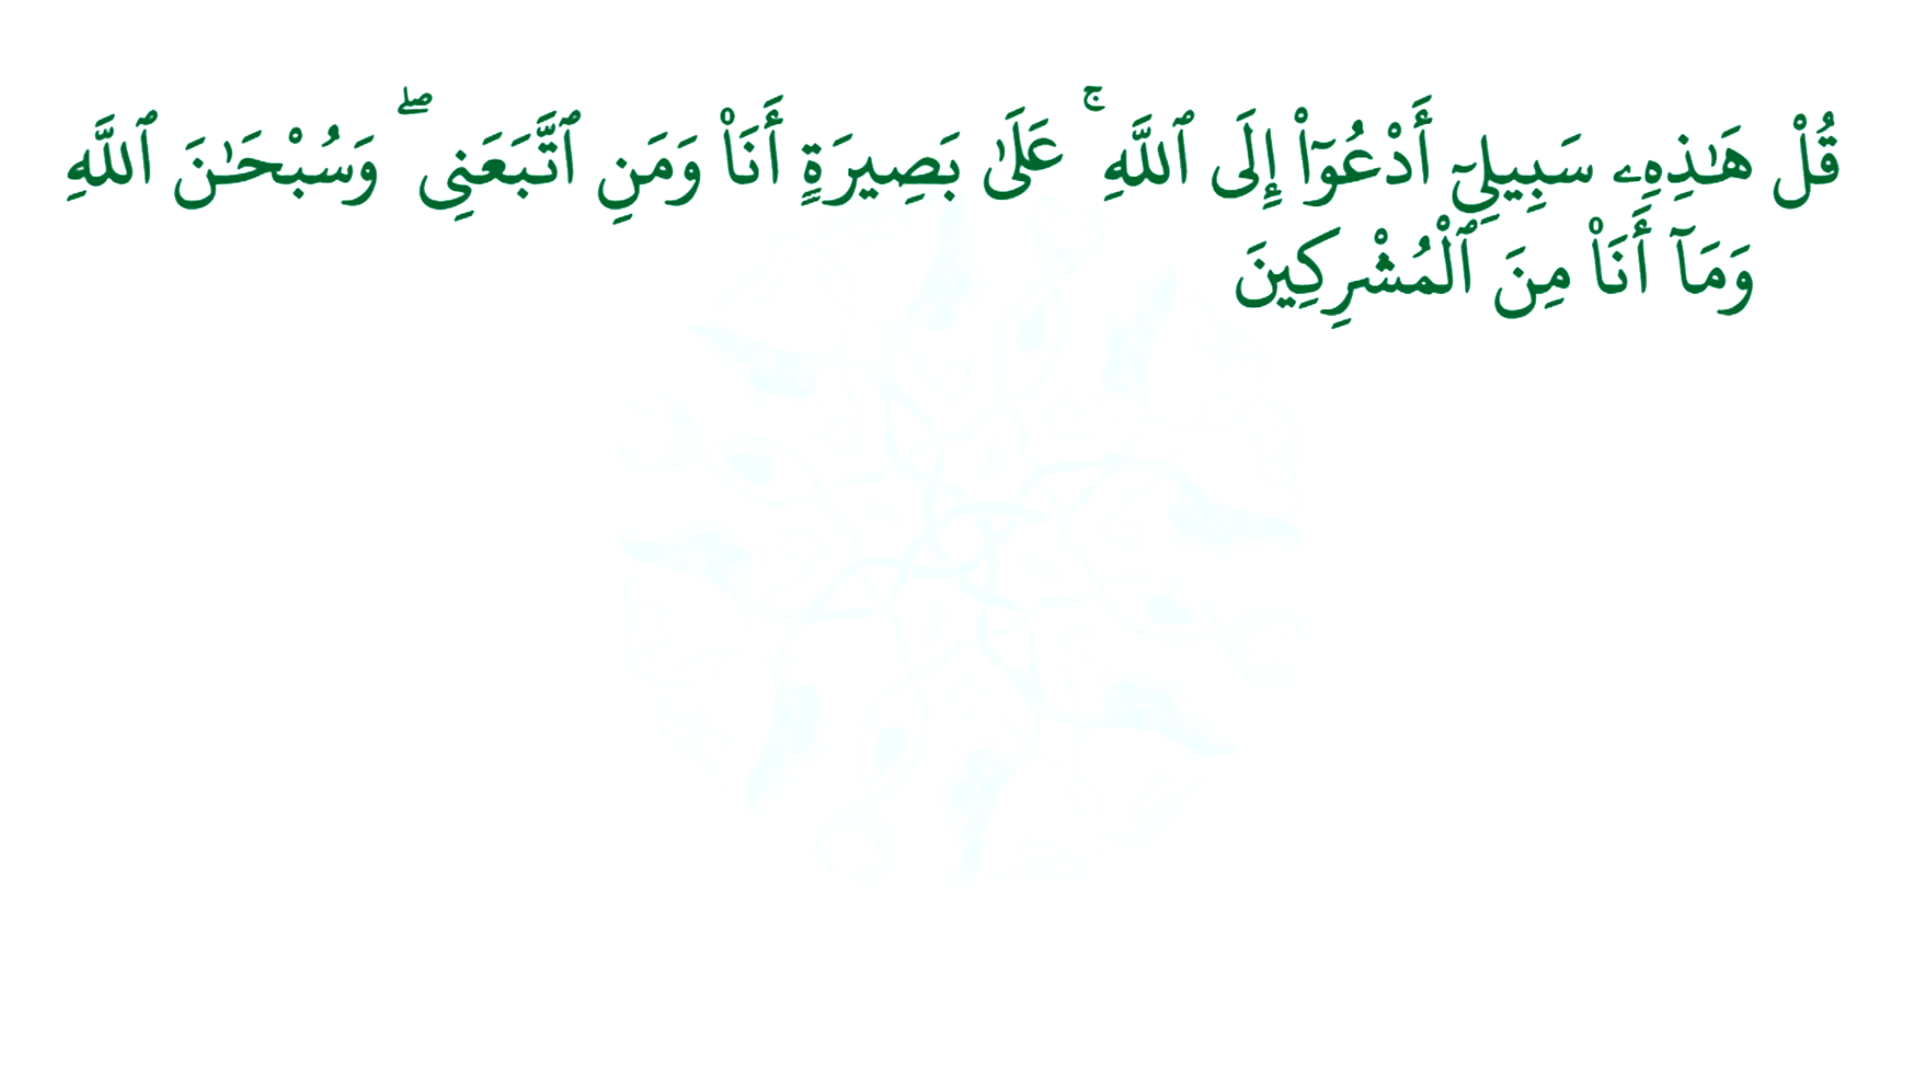 قُلْ هَـٰذِهِۦ سَبِيلِىٓ أَدْعُوٓا۟ إِلَى ٱللَّهِ ۚ عَلَىٰ بَصِيرَةٍ أَنَا۠ وَمَنِ ٱتَّبَعَنِى ۖ وَسُبْحَـٰنَ ٱللَّهِ
وَمَآ أَنَا۠ مِنَ ٱلْمُشْرِكِينَ